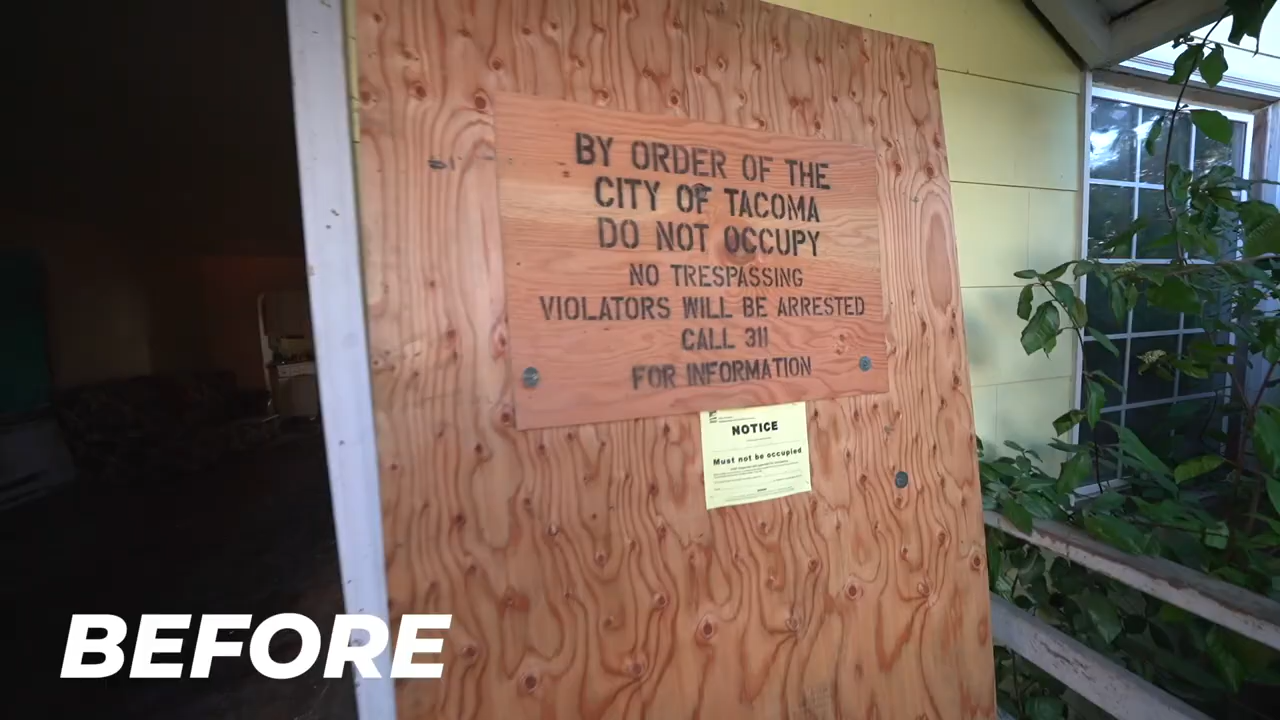 BY ORDER OF THE
CITY OF TACOMA
DO NOT OCCUPY
NO TRESPASSING
VIOLATORS WILL BE ARRESTED
CALL 311
FOR INFORMATION
NOTICE
Must not be occupied
BEFORE